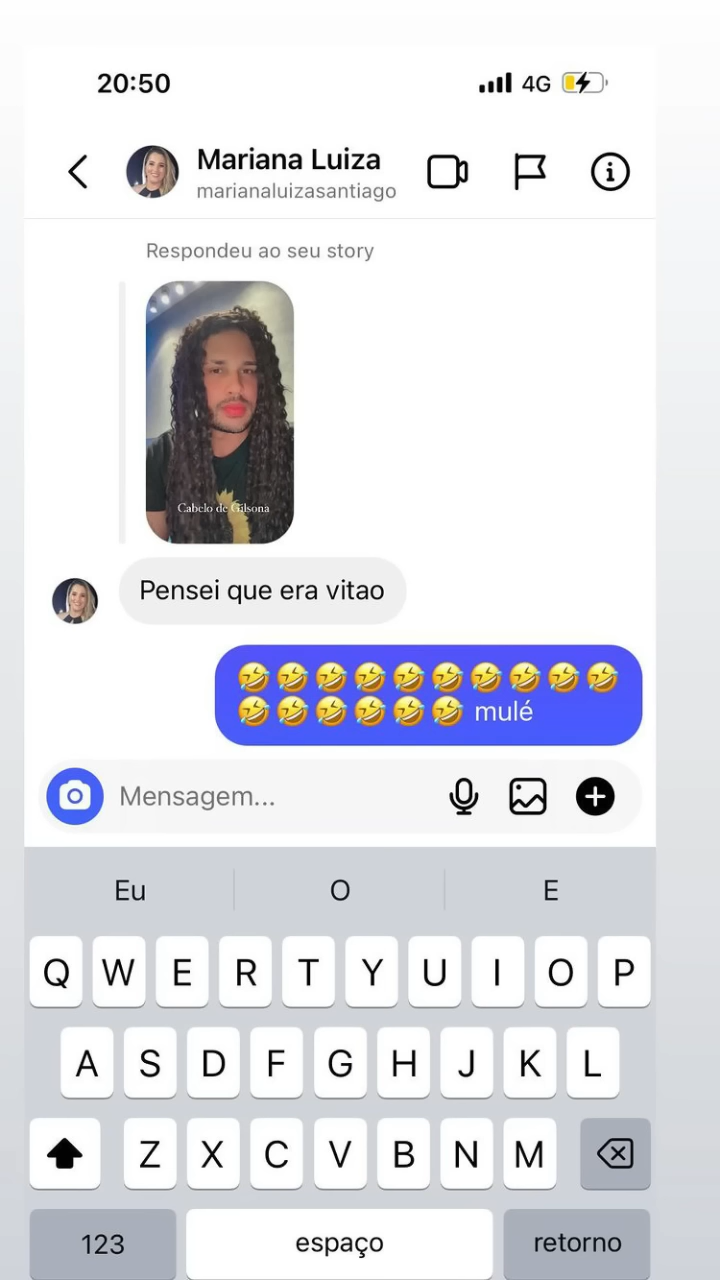 20:50
4G
Mariana Luiza
marianaluizasantiago
Respondeu ao seu story
Cabelo de Gilsona
Pensei que era vitao
🤣🤣🤣🤣🤣🤣🤣🤣🤣🤣
🤣🤣🤣🤣🤣🤣 mulé
Mensagem...
Eu O E
Q W E R T Y U I O P
A S D F G H J K L
Z X C V B N M
123 espaço retorno